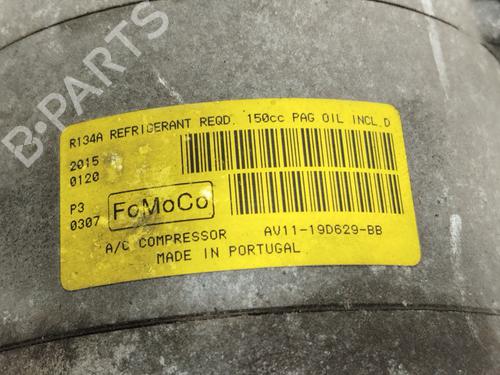 B-PARTS
R134A REFRIGERANT REQD. 150cc PAG OIL INCL.D
2015
0120
P3
0307
FoMoCo
A/C COMPRESSOR AV11-19D629-BB
MADE IN PORTUGAL